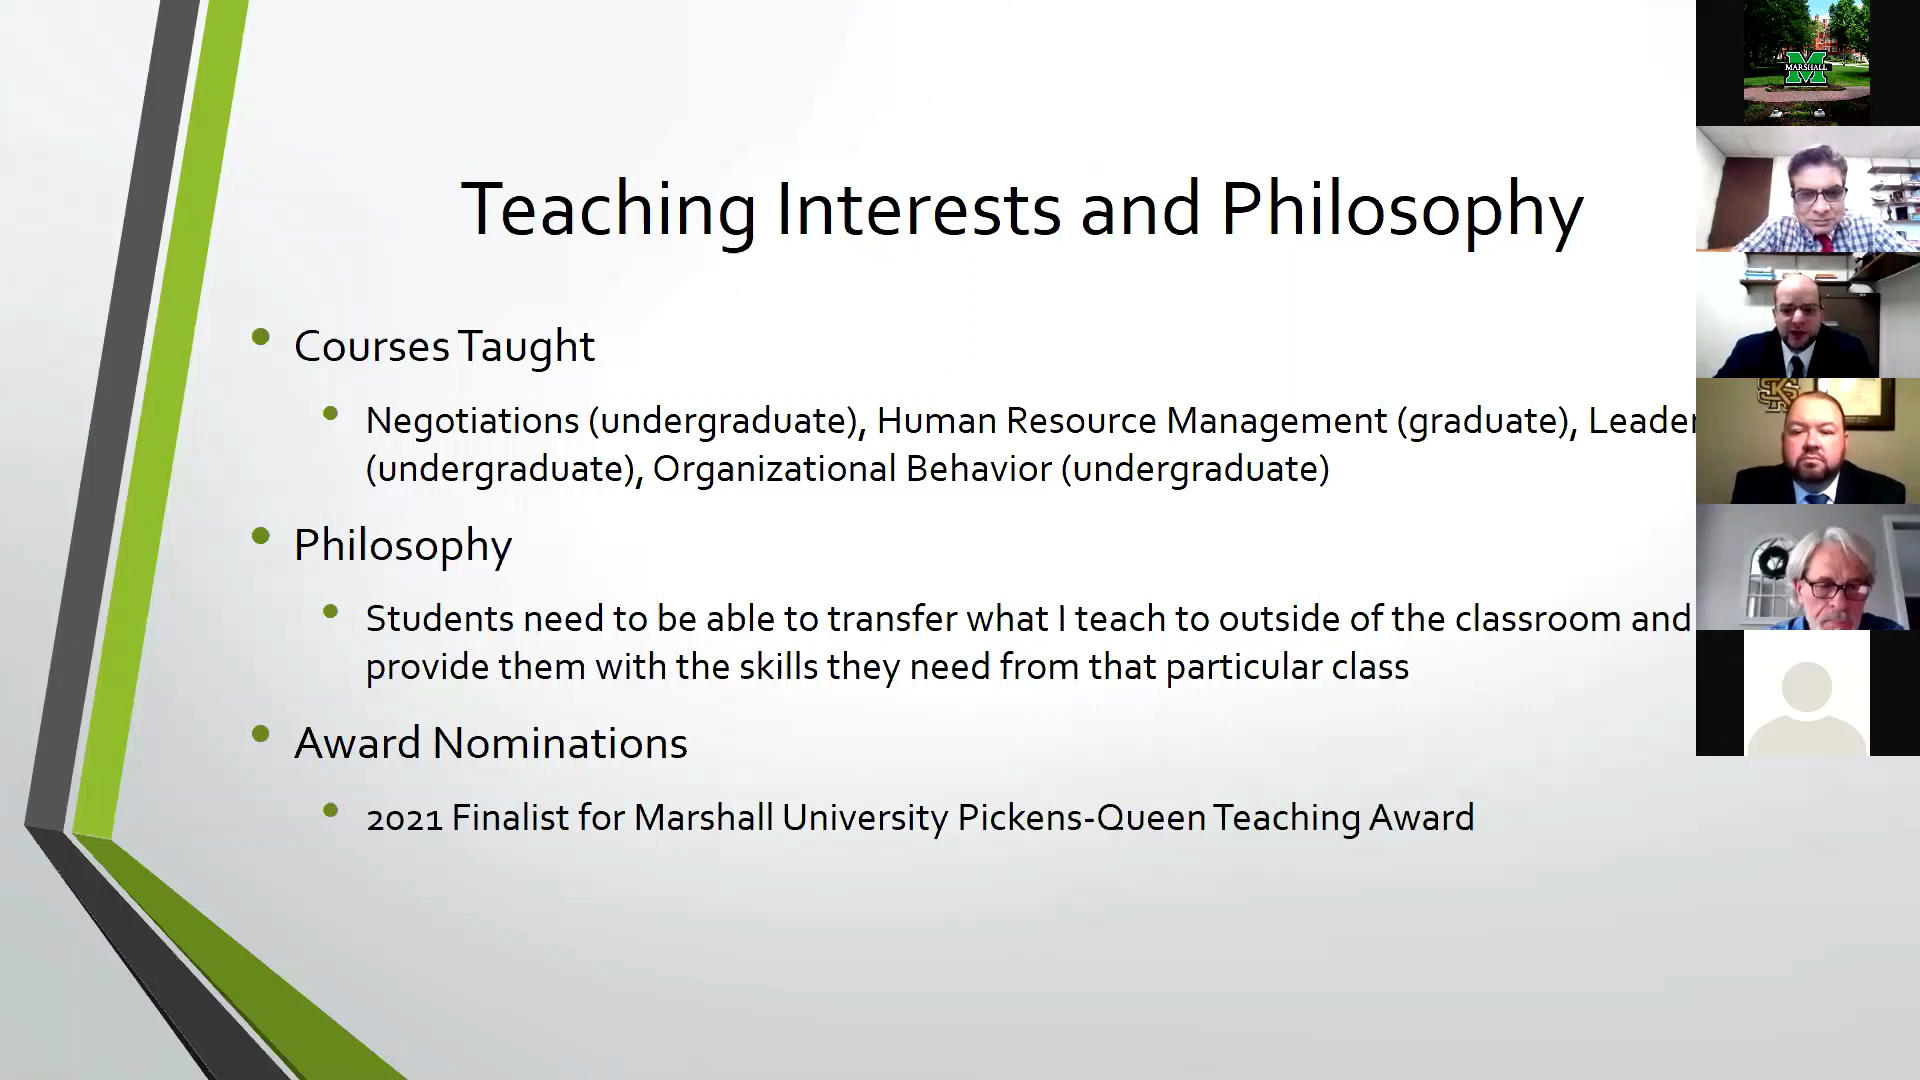 Teaching Interests and Philosophy
Courses Taught
Negotiations (undergraduate), Human Resource Management (graduate), Leader
(undergraduate), Organizational Behavior (undergraduate)
Philosophy
Students need to be able to transfer what I teach to outside of the classroom and
provide them with the skills they need from that particular class
Award Nominations
2021 Finalist for Marshall University Pickens-Queen Teaching Award
M
MARSHALL